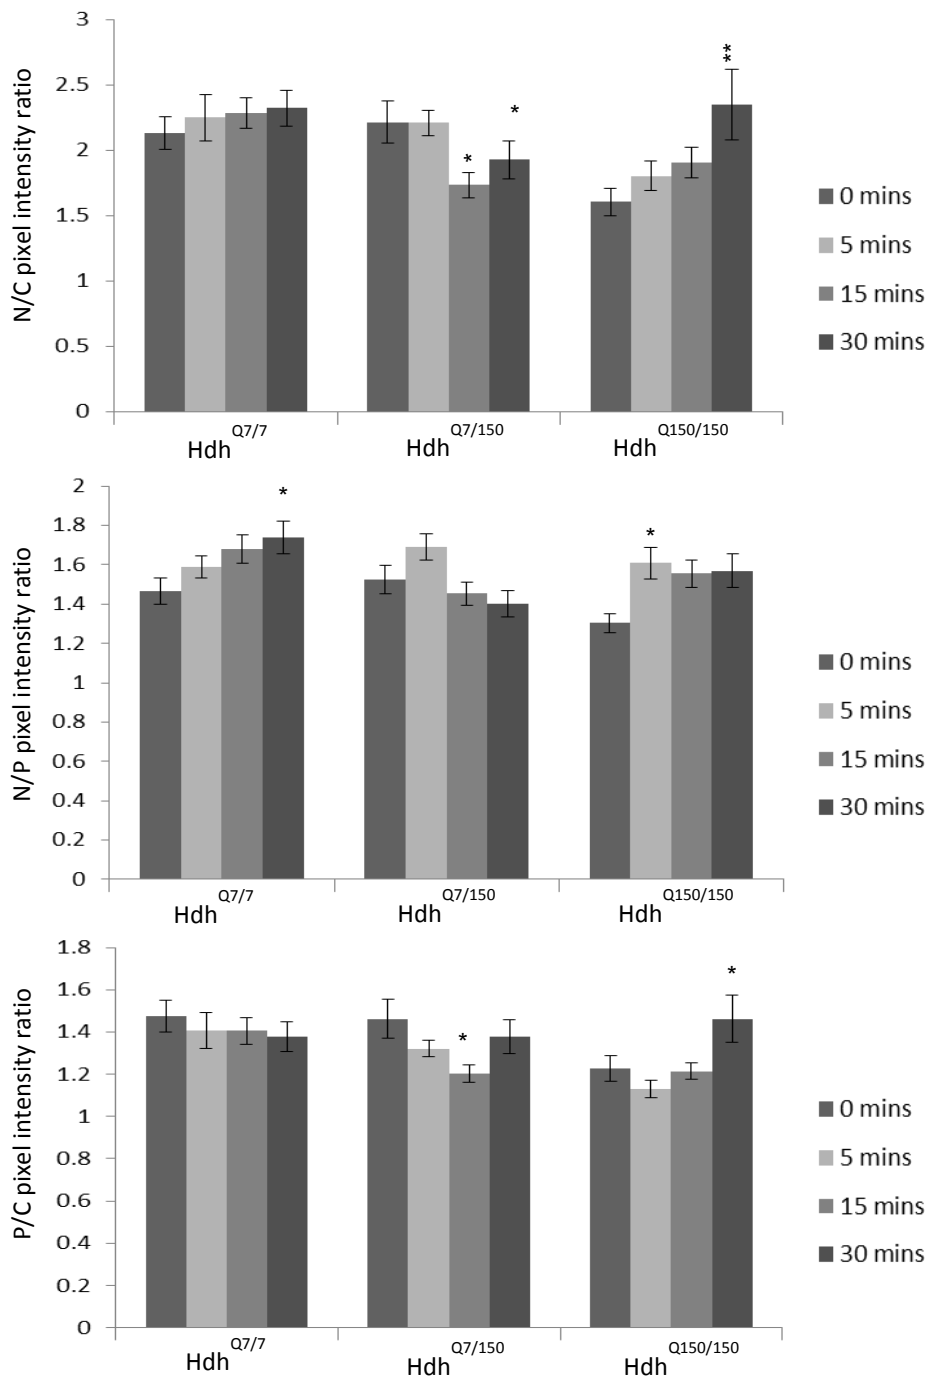 N/C pixel intensity ratio
3
2.5
2
1.5
1
0.5
0
*
*
**
Hdh Q7/7
Hdh Q7/150
Hdh Q150/150
0 mins
5 mins
15 mins
30 mins
N/P pixel intensity ratio
2
1.8
1.6
1.4
1.2
1
0.8
0.6
0.4
0.2
0
*
*
Hdh Q7/7
Hdh Q7/150
Hdh Q150/150
0 mins
5 mins
15 mins
30 mins
P/C pixel intensity ratio
1.8
1.6
1.4
1.2
1
0.8
0.6
0.4
0.2
0
*
*
Hdh Q7/7
Hdh Q7/150
Hdh Q150/150
0 mins
5 mins
15 mins
30 mins